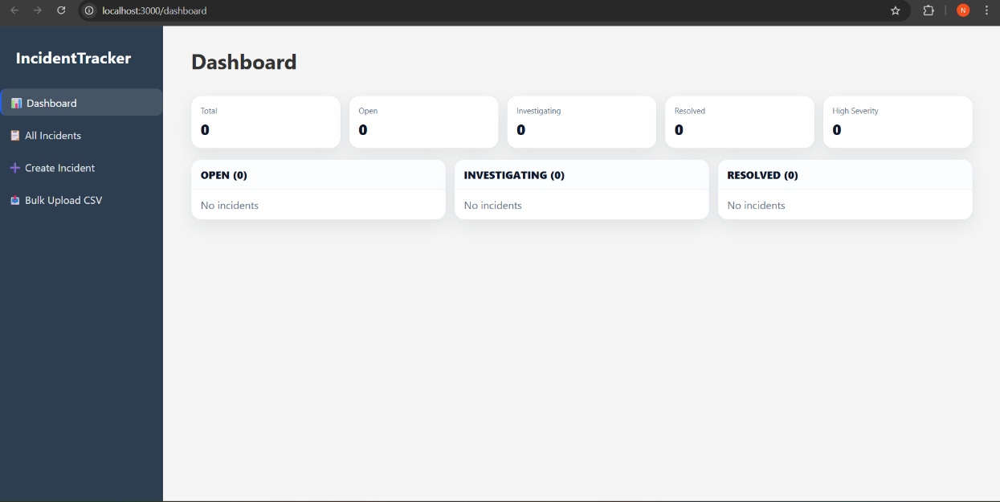 localhost:3000/dashboard
N
IncidentTracker
Dashboard
All Incidents
Create Incident
Bulk Upload CSV
Dashboard
Total
0
Open
0
Investigating
0
Resolved
0
High Severity
0
OPEN (0)
No incidents
INVESTIGATING (0)
No incidents
RESOLVED (0)
No incidents